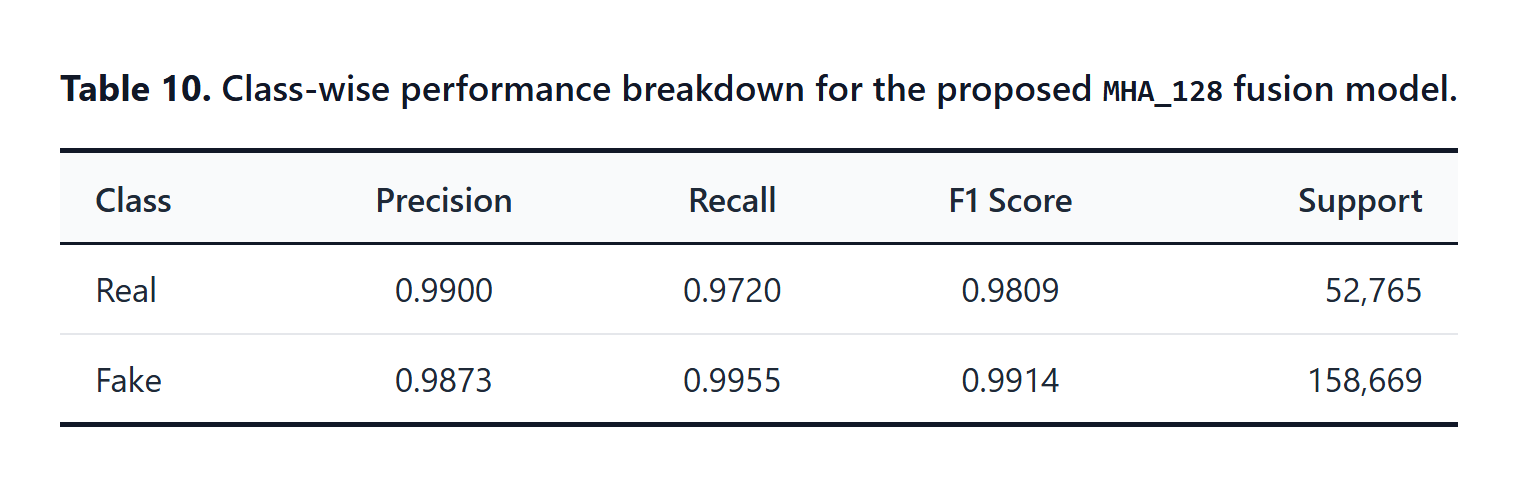 Table 10. Class-wise performance breakdown for the proposed MHA_128 fusion model.
Class Precision Recall F1 Score Support
Real 0.9900 0.9720 0.9809 52,765
Fake 0.9873 0.9955 0.9914 158,669